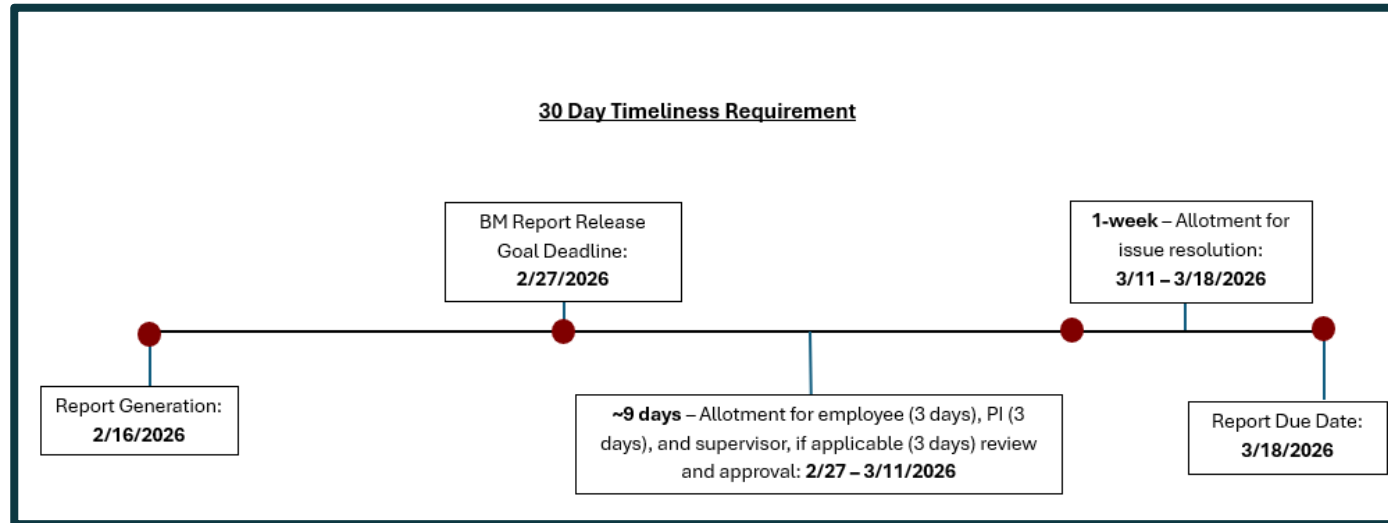 30 Day Timeliness Requirement
BM Report Release
Goal Deadline:
2/27/2026
1-week – Allotment for
issue resolution:
3/11 – 3/18/2026
Report Generation:
2/16/2026
~9 days – Allotment for employee (3 days), PI (3
days), and supervisor, if applicable (3 days) review
and approval: 2/27 – 3/11/2026
Report Due Date:
3/18/2026